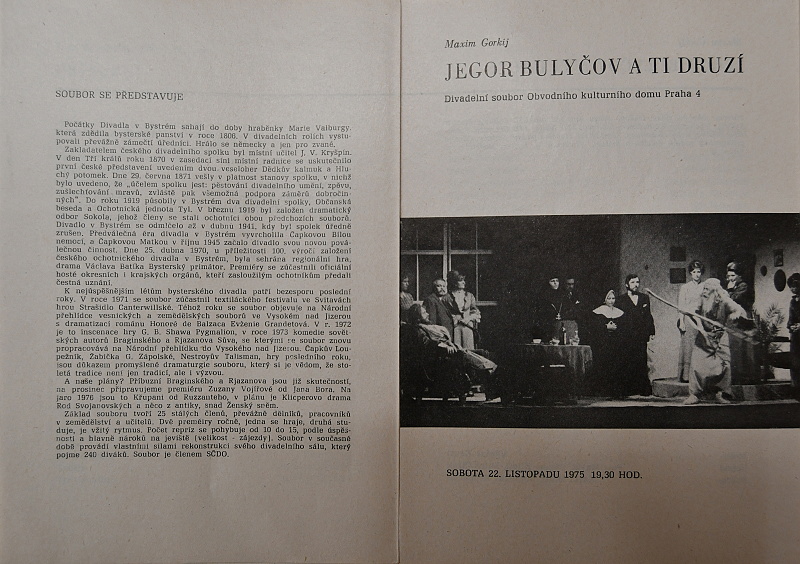 SOUBOR SE PŘEDSTAVUJE
Počátky Divadla v Bystrém sahají do doby hraběnky Marie Valburgy,
která zdědila bysterské panství v roce 1806. V divadelních rolích vystu-
povali převážně zámečtí úředníci. Hrálo se německy a jen pro zvané.
Zakladatelem českého divadelního spolku byl místní učitel J. V. Kryšpín.
V den Tří králů roku 1870 v zasedací síni místní radnice se uskutečnilo
první české představení uvedením dvou veseloher Dědkův kalmuk a Hlu-
chý potomek. Dne 29. června 1871 vešly v platnost stanovy spolku, v nichž
bylo uvedeno, že „účelem spolku jest: pěstování divadelního umění, zpěvu,
zušlechťování mravů, zvláště pak všemožná podpora záměrů dobročin-
ných". Do roku 1919 působily v Bystrém dva divadelní spolky, Občanská
beseda a Ochotnická jednota Tyl. V březnu 1919 byl založen dramatický
odbor Sokola, jehož členy se stali ochotníci obou předchozích souborů.
Divadlo v Bystrém se odmlčelo až v dubnu 1941, kdy byl spolek úředně
zrušen. Předválečná éra divadla v Bystrém vyvrcholila Čapkovou Bílou
nemocí, a Čapkovou Matkou v říjnu 1945 začalo divadlo svou novou pová-
lečnou činnost. Dne 25. dubna 1970, u příležitosti 100. výročí založení
českého ochotnického divadla v Bystrém, byla sehrána regionální hra,
drama Václava Batíka Bysterský primátor. Premiéry se zúčastnili oficiální
hosté okresních i krajských orgánů, kteří zasloužilým ochotníkům předali
čestná uznání.
K nejúspěšnějším létům bysterského divadla patří bezesporu poslední
roky. V roce 1971 se soubor zúčastnil textiláckého festivalu ve Svitavách
hrou Strašidlo Cantervillské. Téhož roku se soubor objevuje na Národní
přehlídce vesnických a zemědělských souborů ve Vysokém nad Jizerou
s dramatizací románu Honoré de Balzaca Evženie Grandetová. V r. 1972
je to inscenace hry G. B. Shawa Pygmalion, v roce 1973 komedie sovět-
ských autorů Braginského a Rjazanova Sůva, se kterými se soubor znovu
propracovává na Národní přehlídku do Vysokého nad Jizerou. Čapkův Lou-
pežník, Žabička G. Zápolské, Nestroyův Talisman, hry posledního roku,
jsou důkazem promyšlené dramaturgie souboru, který si je vědom, že sto-
letá tradice není jen tradicí, ale i výzvou.
A naše plány? Příbuzní Braginského a Rjazanova jsou již skutečností,
na prosinec připravujeme premiéru Zuzany Vojířové od Jana Bora. Na
jaro 1976 jsou to Křupani od Ruzzanteho, v plánu je Klicperovo drama
Rod Svojanovských a něco z antiky, snad Ženský sněm.
Základ souboru tvoří 25 stálých členů, převážně dělníků, pracovníků
v zemědělství a učitelů. Dvě premiéry ročně, jedna se hraje, druhá stu-
duje, je vžitý rytmus. Počet repríz se pohybuje od 10 do 15, podle úspěš-
nosti a hlavně nároků na jeviště (velikost - zájezdy). Soubor v současné
době provádí vlastními silami rekonstrukci svého divadelního sálu, který
pojme 240 diváků. Soubor je členem SČDO.
Maxim Gorkij
JEGOR BULYČOV A TI DRUZÍ
Divadelní soubor Obvodního kulturního domu Praha 4
SOBOTA 22. LISTOPADU 1975 19,30 HOD.